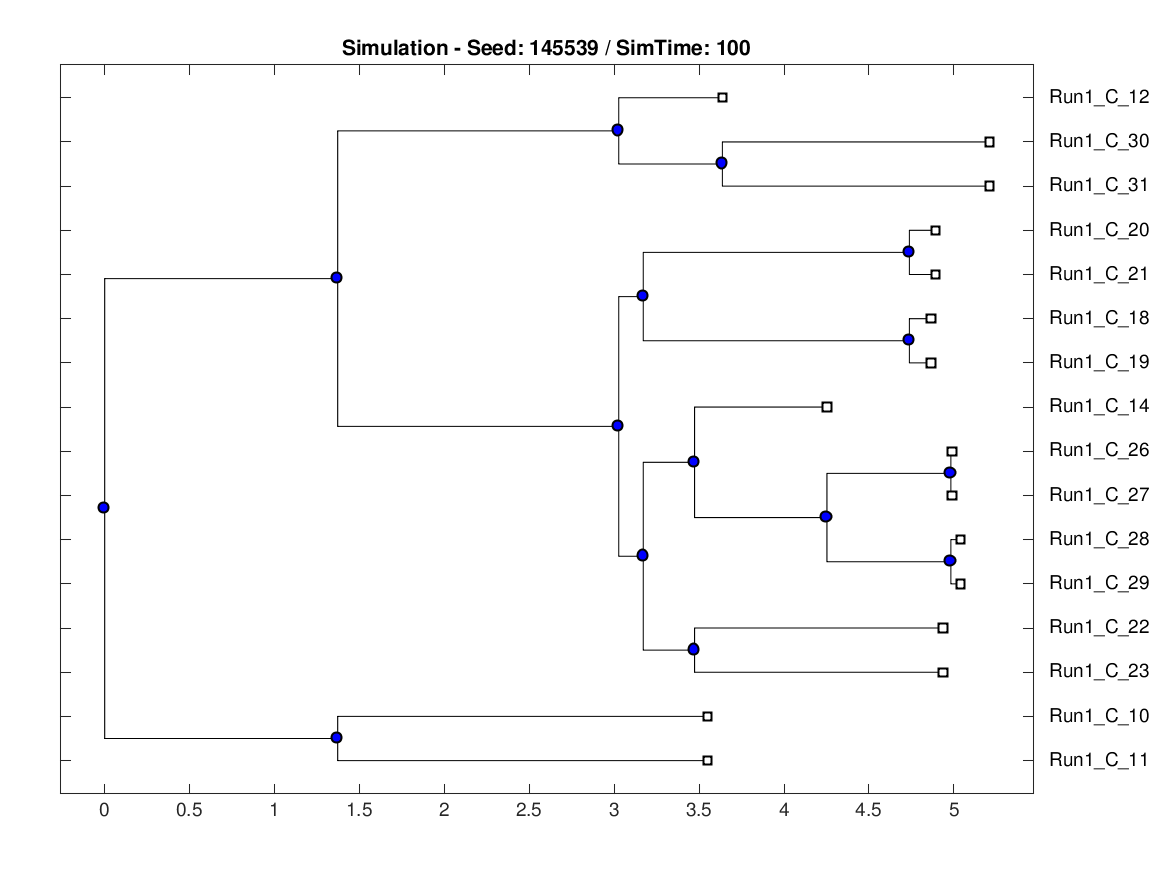 Simulation - Seed: 145539 / SimTime: 100
Run1_C_12
Run1_C_30
Run1_C_31
Run1_C_20
Run1_C_21
Run1_C_18
Run1_C_19
Run1_C_14
Run1_C_26
Run1_C_27
Run1_C_28
Run1_C_29
Run1_C_22
Run1_C_23
Run1_C_10
Run1_C_11
0 0.5 1 1.5 2 2.5 3 3.5 4 4.5 5